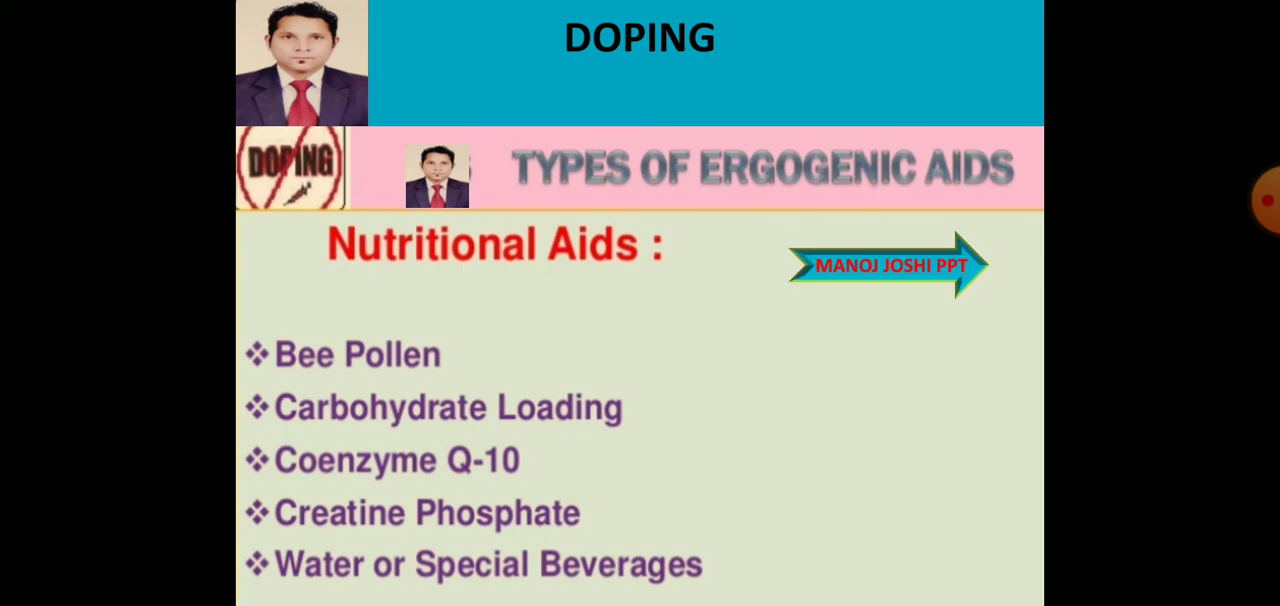 DOPING
DOPING
TYPES OF ERGOGENIC AIDS
Nutritional Aids :
MANOJ JOSHI PPT
❖ Bee Pollen
❖ Carbohydrate Loading
❖ Coenzyme Q-10
❖ Creatine Phosphate
❖ Water or Special Beverages